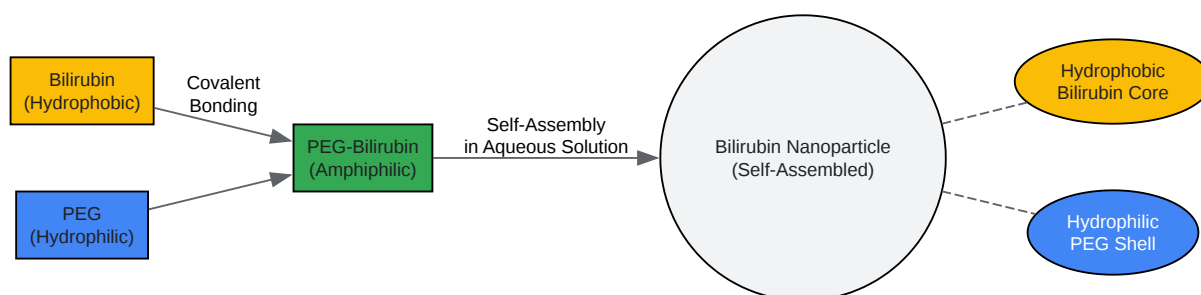 Bilirubin
(Hydrophobic)
Covalent
Bonding
PEG
(Hydrophilic)
PEG-Bilirubin
(Amphiphilic)
Self-Assembly
in Aqueous Solution
Bilirubin Nanoparticle
(Self-Assembled)
Hydrophobic
Bilirubin Core
Hydrophilic
PEG Shell